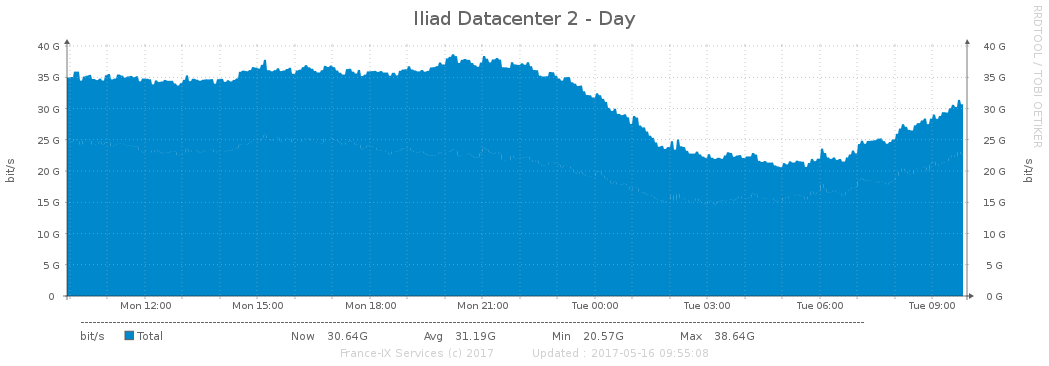 Iliad Datacenter 2 - Day
RRDTOOL / TOBI OETIKER
bit/s
40 G
35 G
30 G
25 G
20 G
15 G
10 G
5 G
0
40 G
35 G
30 G
25 G
20 G
15 G
10 G
5 G
0 G
bit/s
Mon 12:00 Mon 15:00 Mon 18:00 Mon 21:00 Tue 00:00 Tue 03:00 Tue 06:00 Tue 09:00
bit/s Total Now 30.64G Avg 31.19G Min 20.57G Max 38.64G
France-IX Services (c) 2017 Updated : 2017-05-16 09:55:08